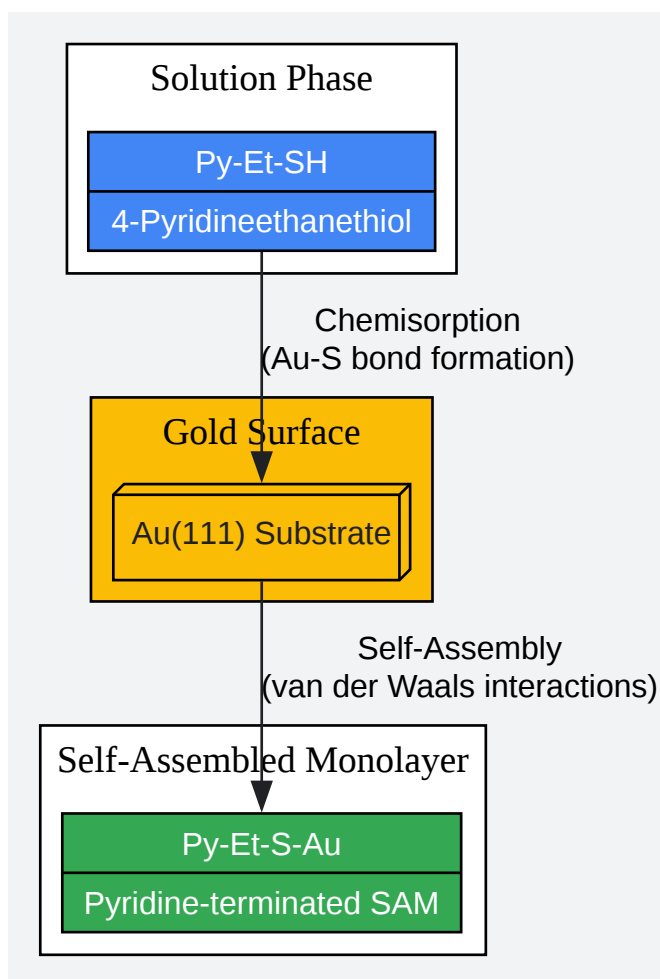 Solution Phase
Py-Et-SH
4-Pyridineethanethiol
Chemisorption
(Au-S bond formation)
Gold Surface
Au(111) Substrate
Self-Assembly
(van der Waals interactions)
Self-Assembled Monolayer
Py-Et-S-Au
Pyridine-terminated SAM